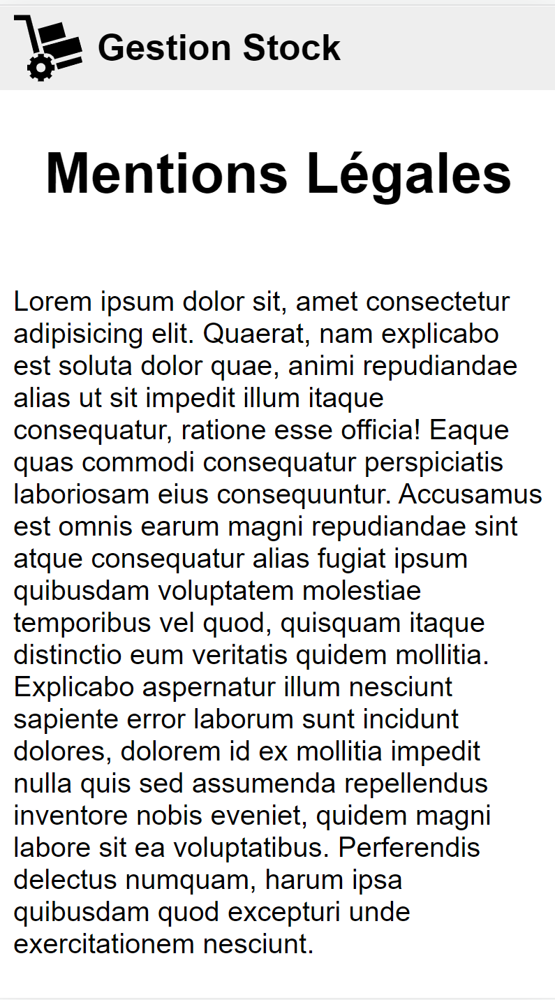 Gestion Stock
Mentions Légales
Lorem ipsum dolor sit, amet consectetur
adipisicing elit. Quaerat, nam explicabo
est soluta dolor quae, animi repudiandae
alias ut sit impedit illum itaque
consequatur, ratione esse officia! Eaque
quas commodi consequatur perspiciatis
laboriosam eius consequuntur. Accusamus
est omnis earum magni repudiandae sint
atque consequatur alias fugiat ipsum
quibusdam voluptatem molestiae
temporibus vel quod, quisquam itaque
distinctio eum veritatis quidem mollitia.
Explicabo aspernatur illum nesciunt
sapiente error laborum sunt incidunt
dolores, dolorem id ex mollitia impedit
nulla quis sed assumenda repellendus
inventore nobis eveniet, quidem magni
labore sit ea voluptatibus. Perferendis
delectus numquam, harum ipsa
quibusdam quod excepturi unde
exercitationem nesciunt.